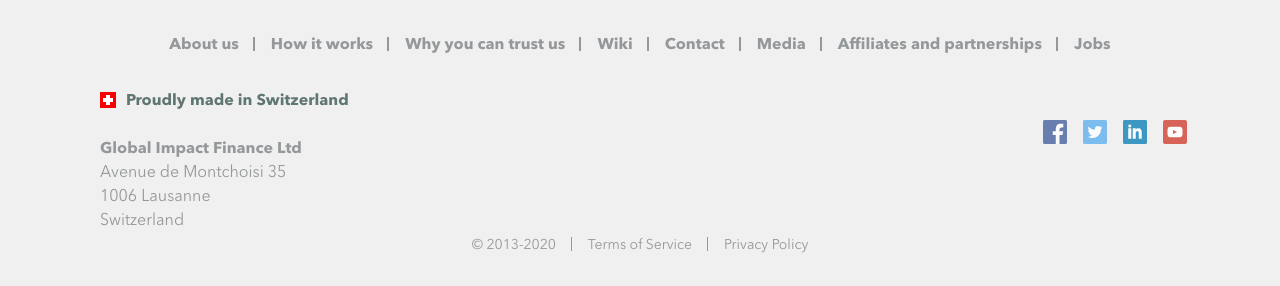 About us | How it works | Why you can trust us | Wiki | Contact | Media | Affiliates and partnerships | Jobs
Proudly made in Switzerland
Global Impact Finance Ltd
Avenue de Montchoisi 35
1006 Lausanne
Switzerland
© 2013-2020 | Terms of Service | Privacy Policy